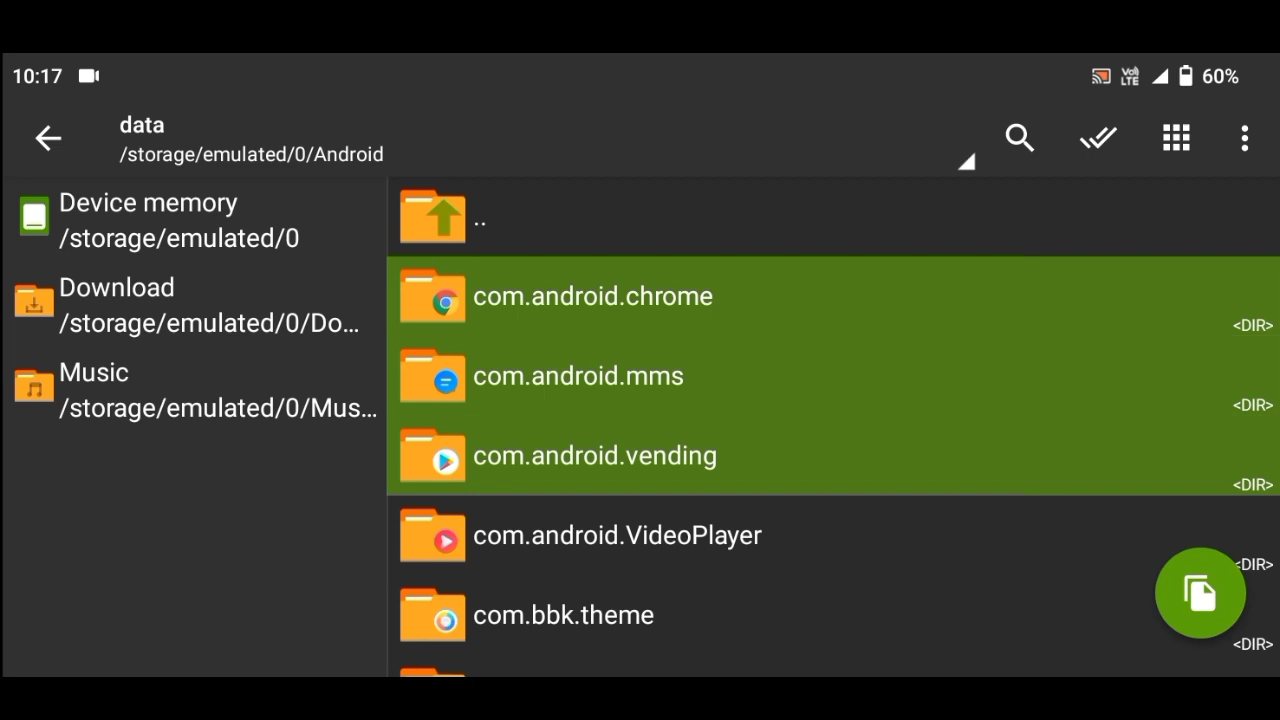 10:17
Vo)) LTE
60%
data
/storage/emulated/0/Android
Device memory
/storage/emulated/0
Download
/storage/emulated/0/Do...
Music
/storage/emulated/0/Mus...
..
com.android.chrome
<DIR>
com.android.mms
<DIR>
com.android.vending
<DIR>
com.android.VideoPlayer
<DIR>
com.bbk.theme
<DIR>